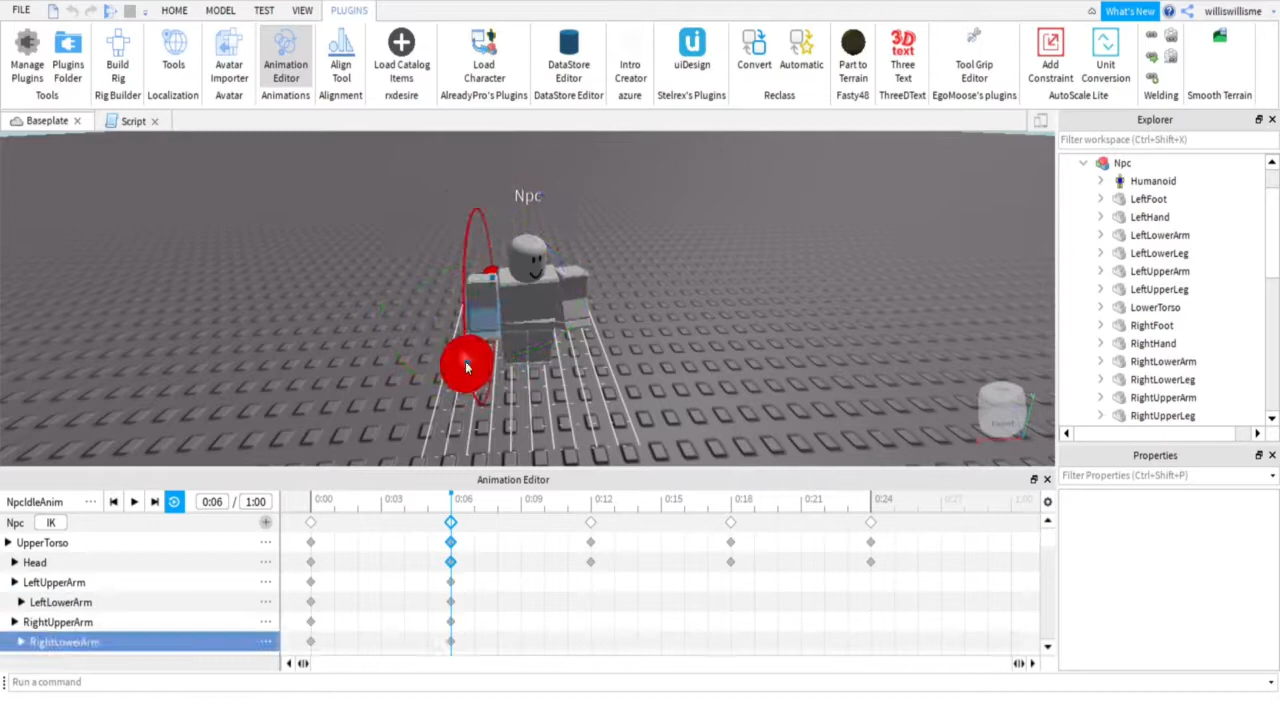 FILE HOME MODEL TEST VIEW PLUGINS What's New williswillisme
Manage Plugins Plugins Folder Build Rig Tools Avatar Importer Animation Editor Align Tool Load Catalog Items Load Character DataStore Editor Intro Creator uiDesign Convert Automatic Part to Terrain 3D text Three Text Tool Grip Editor Add Constraint Unit Conversion
Tools Rig Builder Localization Avatar Animations Alignment rxdesire AlreadyPro's Plugins DataStore Editor azure Stelrex's Plugins Reclass Fasty48 ThreeDText EgoMoose's plugins AutoScale Lite Welding Smooth Terrain
Baseplate Script
Npc
Explorer
Filter workspace (Ctrl+Shift+X)
Npc
Humanoid
LeftFoot
LeftHand
LeftLowerArm
LeftLowerLeg
LeftUpperArm
LeftUpperLeg
LowerTorso
RightFoot
RightHand
RightLowerArm
RightLowerLeg
RightUpperArm
RightUpperLeg
Properties
Filter Properties (Ctrl+Shift+P)
Animation Editor
NpcIdleAnim 0:06 / 1:00 0:00 0:03 0:06 0:09 0:12 0:15 0:18 0:21 0:24 0:27 1:00
Npc IK
UpperTorso
Head
LeftUpperArm
LeftLowerArm
RightUpperArm
RightLowerArm
Run a command